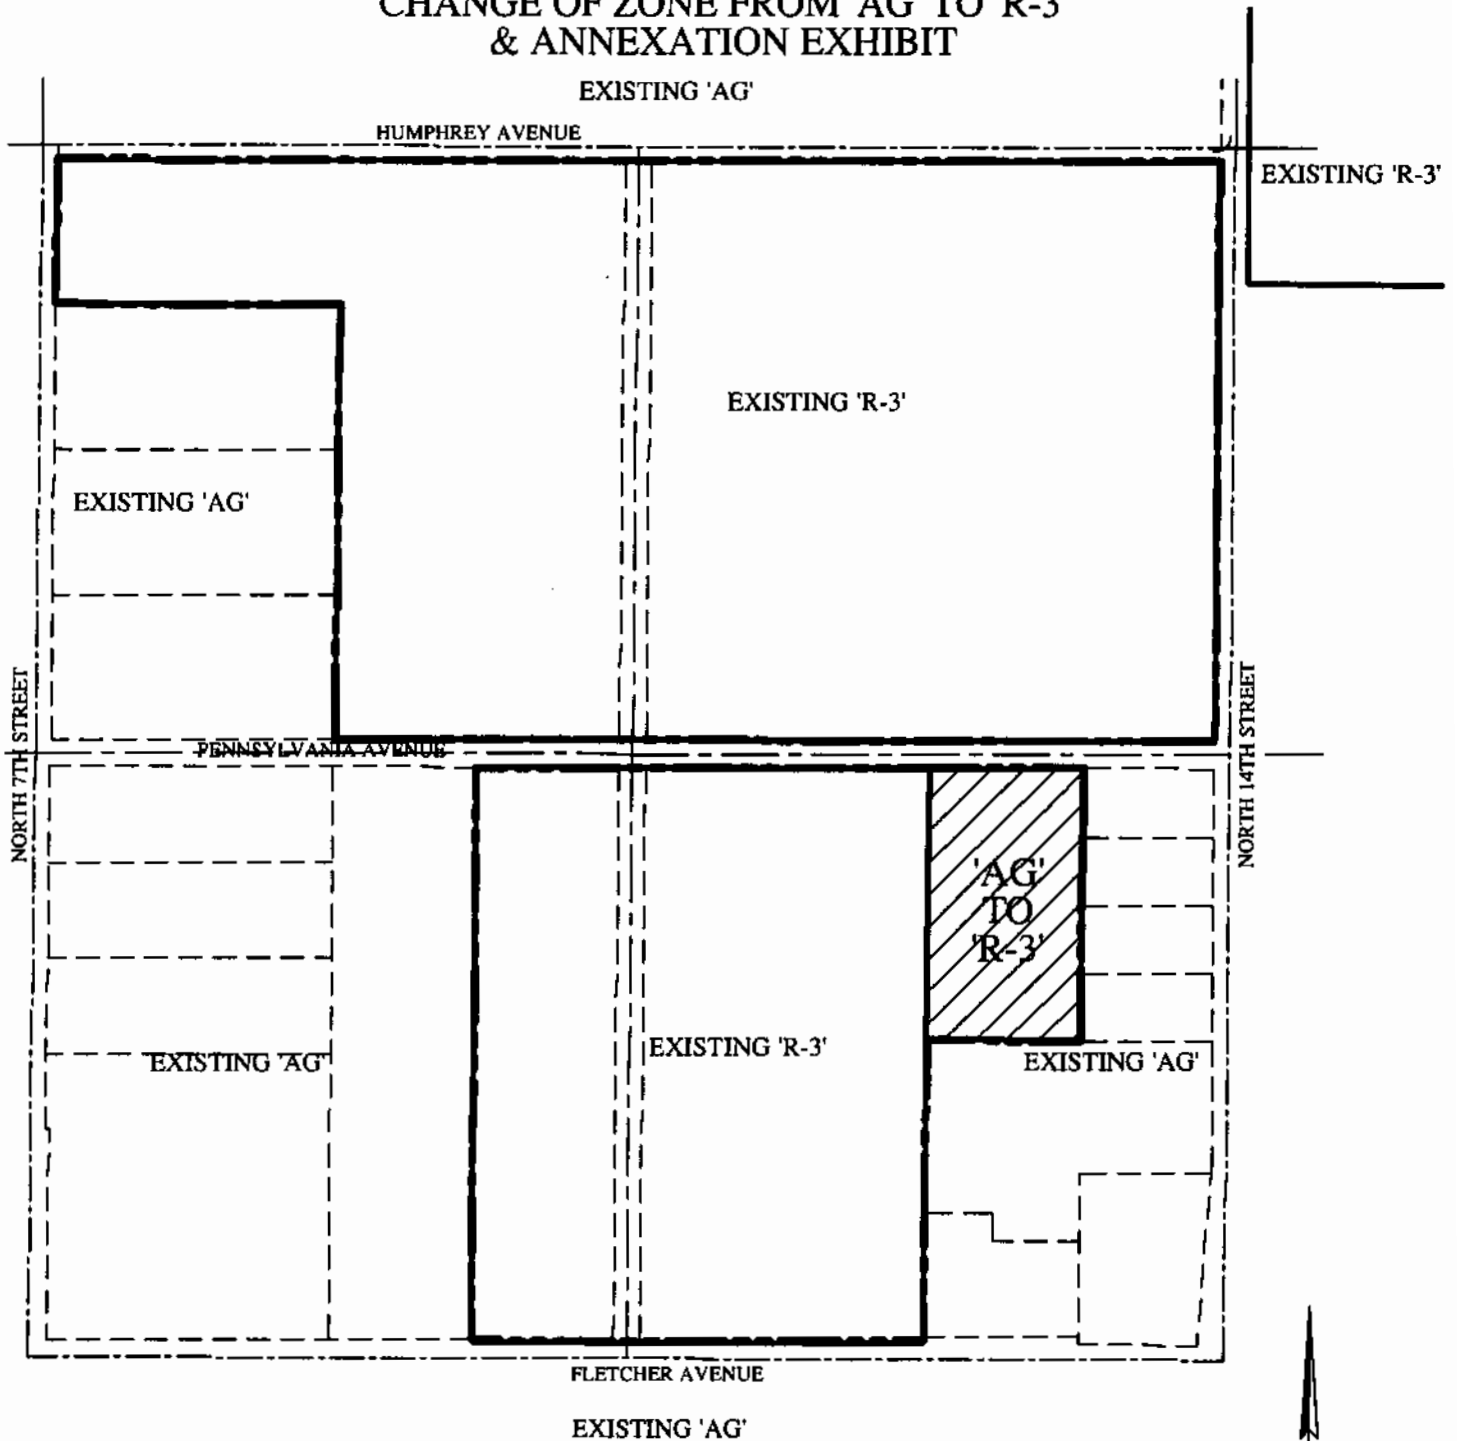 CHANGE OF ZONE FROM 'AG' TO 'R-3'
& ANNEXATION EXHIBIT
EXISTING 'AG'
HUMPHREY AVENUE
EXISTING 'R-3'
EXISTING 'R-3'
EXISTING 'AG'
NORTH 7TH STREET
NORTH 14TH STREET
PENNSYLVANIA AVENUE
'AG'
TO
'R-3'
EXISTING 'R-3'
EXISTING 'AG'
EXISTING 'AG'
FLETCHER AVENUE
EXISTING 'AG'